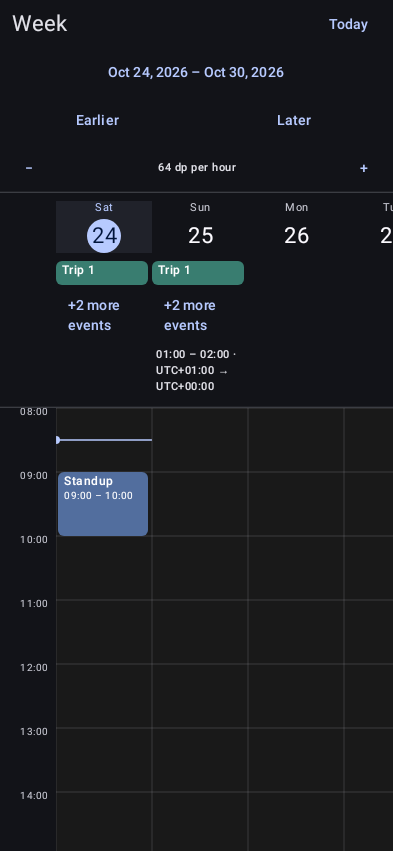 Week
Today
Oct 24, 2026 – Oct 30, 2026
Earlier
Later
–
64 dp per hour
+
Sat
Sun
Mon
24
25
26
Trip 1
Trip 1
+2 more
events
+2 more
events
01:00 – 02:00 ·
UTC+01:00 →
UTC+00:00
08:00
09:00
Standup
09:00 – 10:00
10:00
11:00
12:00
13:00
14:00